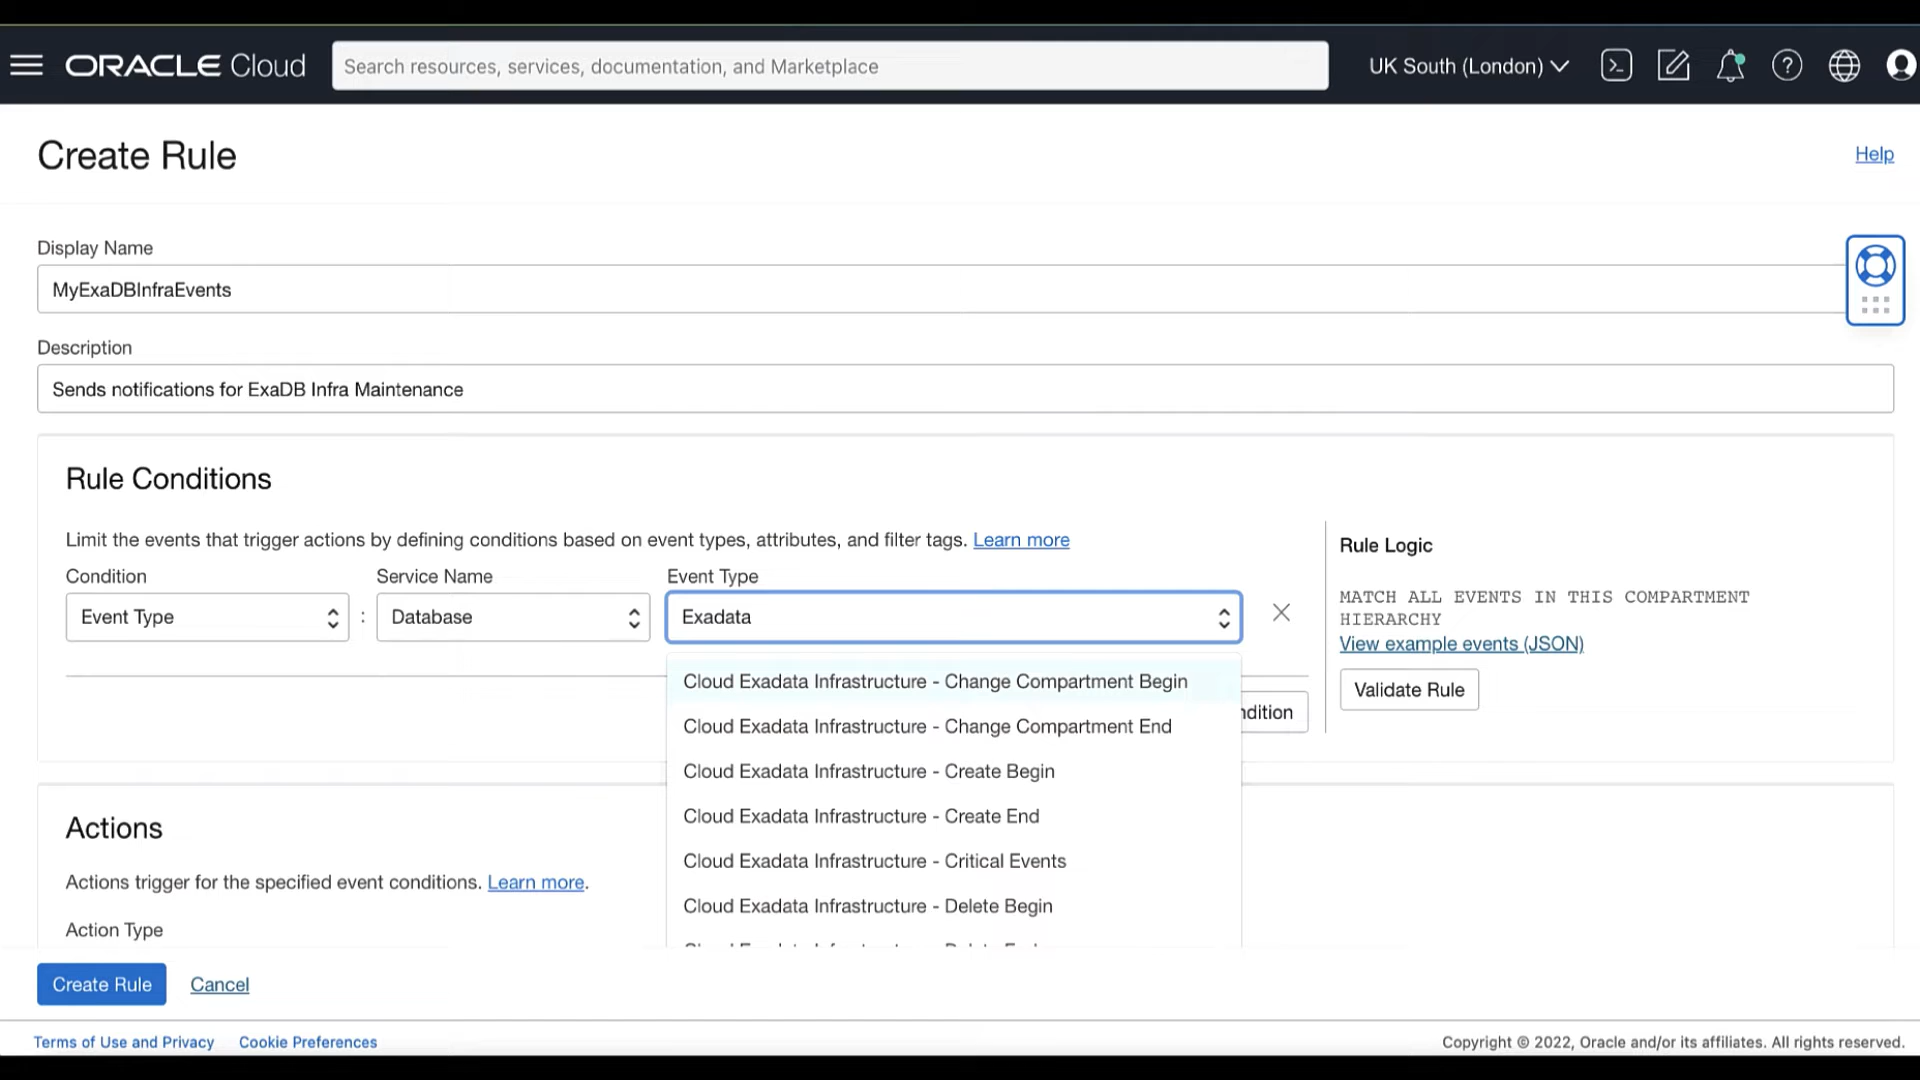 ORACLE Cloud
Search resources, services, documentation, and Marketplace
UK South (London)
Create Rule
Help
Display Name
MyExaDBInfraEvents
Description
Sends notifications for ExaDB Infra Maintenance
Rule Conditions
Limit the events that trigger actions by defining conditions based on event types, attributes, and filter tags. Learn more
Condition
Service Name
Event Type
Event Type
:
Database
Exadata
Cloud Exadata Infrastructure - Change Compartment Begin
Cloud Exadata Infrastructure - Change Compartment End
Cloud Exadata Infrastructure - Create Begin
Cloud Exadata Infrastructure - Create End
Cloud Exadata Infrastructure - Critical Events
Cloud Exadata Infrastructure - Delete Begin
ndition
Rule Logic
MATCH ALL EVENTS IN THIS COMPARTMENT
HIERARCHY
View example events (JSON)
Validate Rule
Actions
Actions trigger for the specified event conditions. Learn more.
Action Type
Create Rule
Cancel
Terms of Use and Privacy
Cookie Preferences
Copyright © 2022, Oracle and/or its affiliates. All rights reserved.